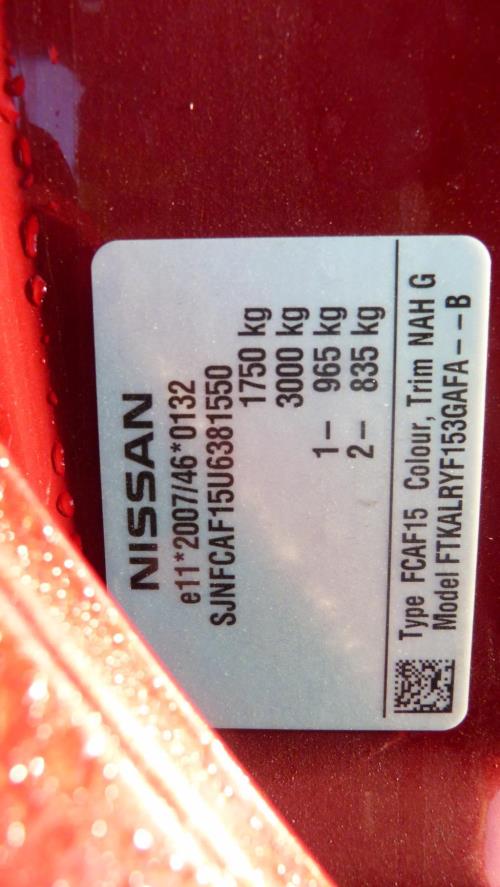 NISSAN
e11*2007/46*0132
SJNFCAF15U6381550
1750 kg
3000 kg
1– 965 kg
2– 835 kg
Type FCAF15 Colour, Trim NAH G
Model FTKALRYF153GAFA––B